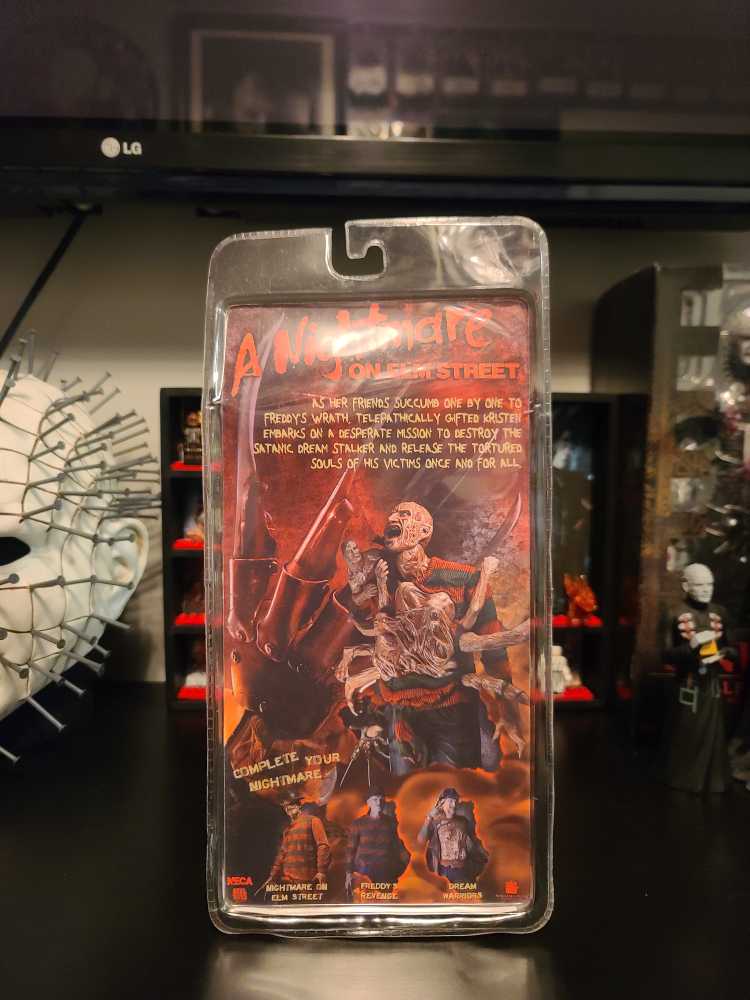 LG
A Nightmare
ON ELM STREET
AS HER FRIENDS SUCCUMB ONE BY ONE TO
FREDDY'S WRATH, TELEPATHICALLY GIFTED KRISTEN
EMBARKS ON A DESPERATE MISSION TO DESTROY THE
SATANIC DREAM STALKER AND RELEASE THE TORTURED
SOULS OF HIS VICTIMS ONCE AND FOR ALL
COMPLETE YOUR
NIGHTMARE
NECA
NIGHTMARE ON
ELM STREET
FREDDY'S
REVENGE
DREAM
WARRIORS